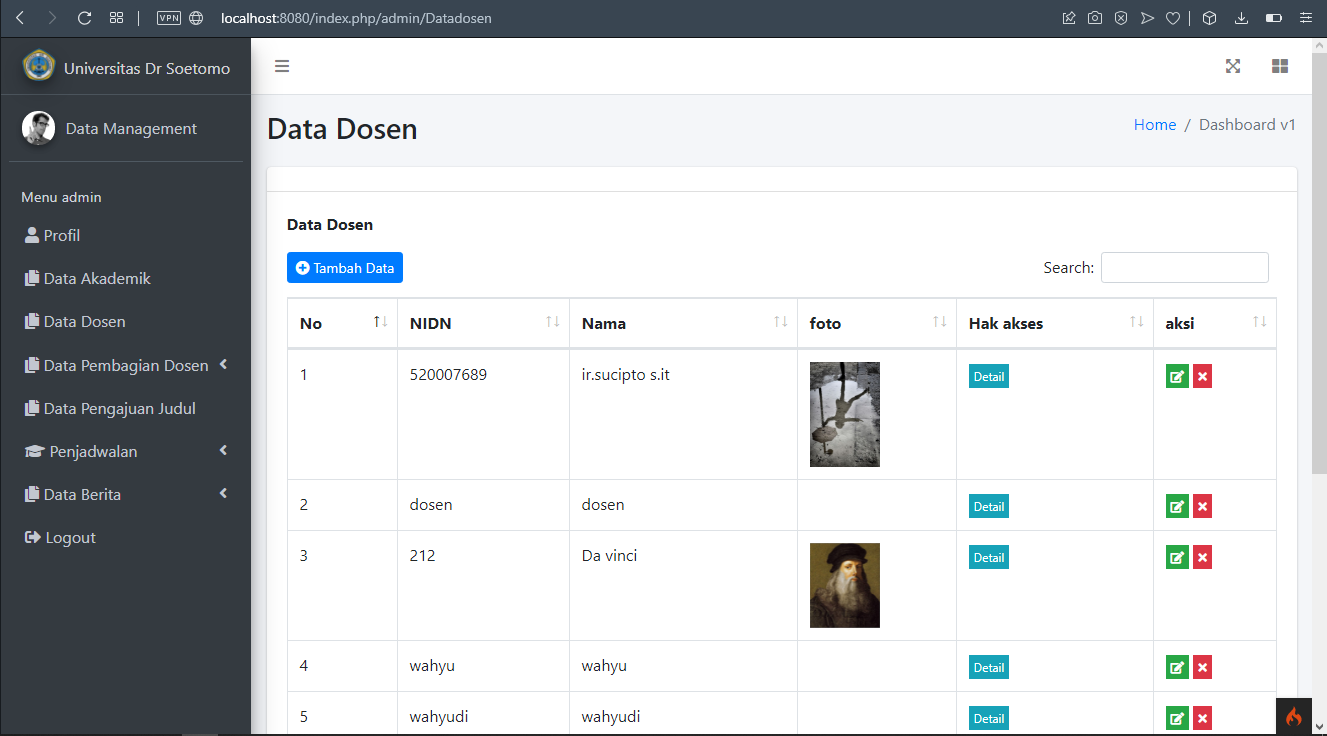 VPN localhost:8080/index.php/admin/Datadosen
Universitas Dr Soetomo
Data Management
Data Dosen
Home / Dashboard v1
Menu admin
Profil
Data Akademik
Data Dosen
Data Pembagian Dosen
Data Pengajuan Judul
Penjadwalan
Data Berita
Logout
Data Dosen
Tambah Data
Search:
No NIDN Nama foto Hak akses aksi
1 520007689 ir.sucipto s.it Detail
2 dosen dosen Detail
3 212 Da vinci Detail
4 wahyu wahyu Detail
5 wahyudi wahyudi Detail